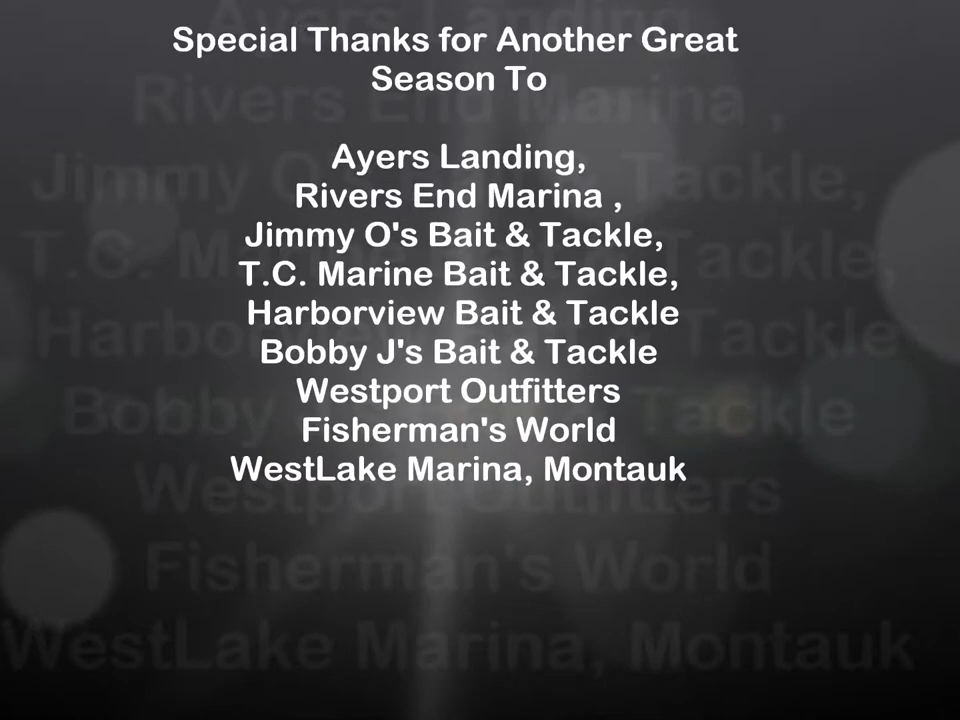 Special Thanks for Another Great
Season To
Ayers Landing,
Rivers End Marina ,
Jimmy O's Bait & Tackle,
T.C. Marine Bait & Tackle,
Harborview Bait & Tackle
Bobby J's Bait & Tackle
Westport Outfitters
Fisherman's World
WestLake Marina, Montauk